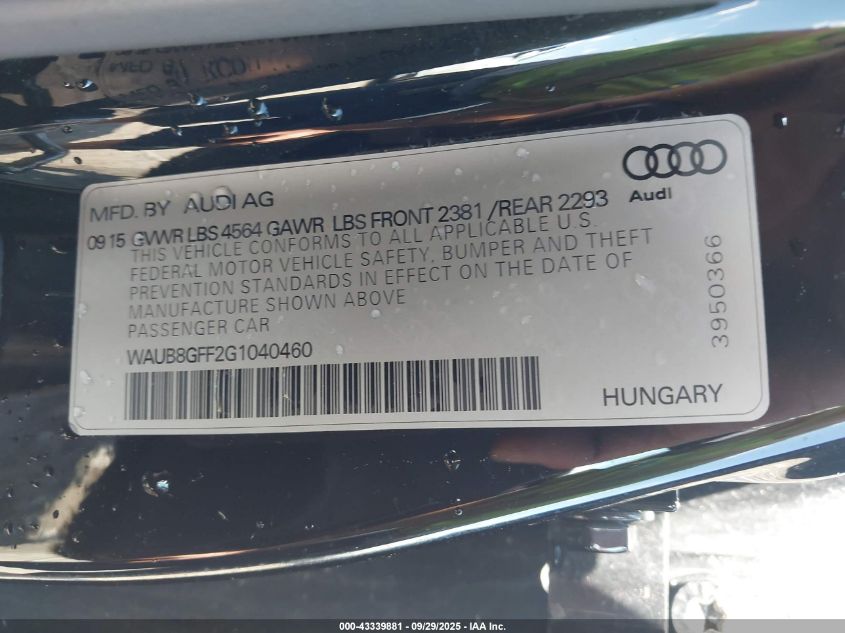 MFD. BY AUDI AG
Audi
09 15 GVWR LBS 4564 GAWR LBS FRONT 2381 /REAR 2293
THIS VEHICLE CONFORMS TO ALL APPLICABLE U.S.
FEDERAL MOTOR VEHICLE SAFETY, BUMPER AND THEFT
PREVENTION STANDARDS IN EFFECT ON THE DATE OF
MANUFACTURE SHOWN ABOVE
PASSENGER CAR
WAUB8GFF2G1040460
HUNGARY
3950366
000-43339881 - 09/29/2025 - IAA Inc.